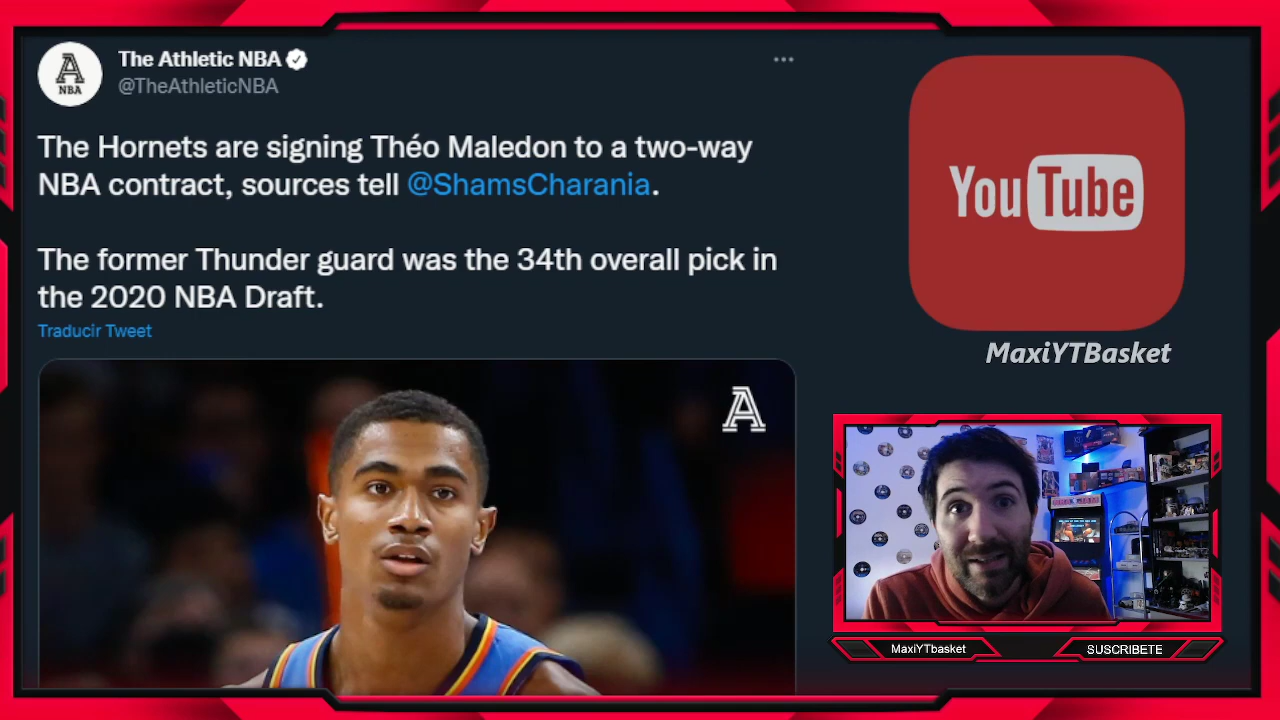 The Athletic NBA
@TheAthleticNBA
NBA
The Hornets are signing Théo Maledon to a two-way
NBA contract, sources tell @ShamsCharania.
The former Thunder guard was the 34th overall pick in
the 2020 NBA Draft.
Traducir Tweet
A
YouTube
MaxiYTBasket
MaxiYTbasket
SUSCRIBETE